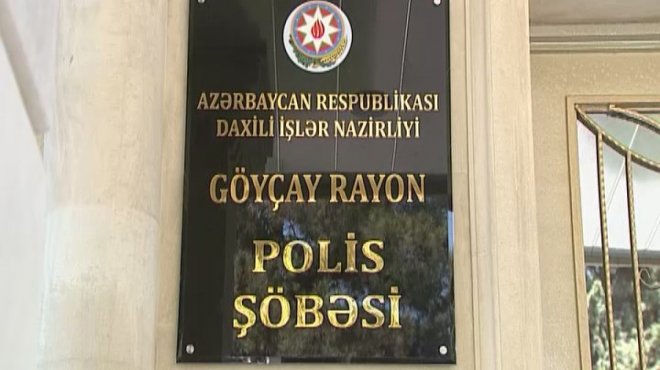 AZƏRBAYCAN RESPUBLİKASI
DAXİLİ İŞLƏR NAZİRLİYİ
GÖYÇAY RAYON
POLİS
ŞÖBƏSİ